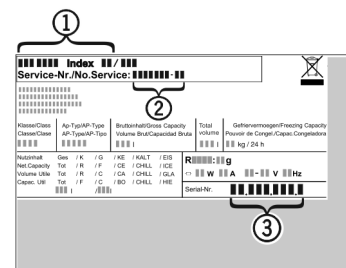 1
Index /
Service-Nr./No.Service: -
2
Klasse/Class Ap-Typ/AP-Type Bruttoinhalt/Gross Capacity Total Gefriervermoegen/Freezing Capacity
Classe/Clase AP-Type/AP-Tipo Volume Brut/Capacidad Bruta volume Pouvoir de Congel./Capac.Congeladora
l l kg / 24 h
Nutzinhalt Ges / K / G / KE / KALT / EIS
Net.Capacity Tot / R / F / CE / CHILL / ICE
Volume Utile Tot / R / C / CA / CHILL / GLA
Capac. Util Tot / F / C / BO / CHILL / HIE
l / l
R : g
W A - V Hz
Serial-Nr. . . .
3